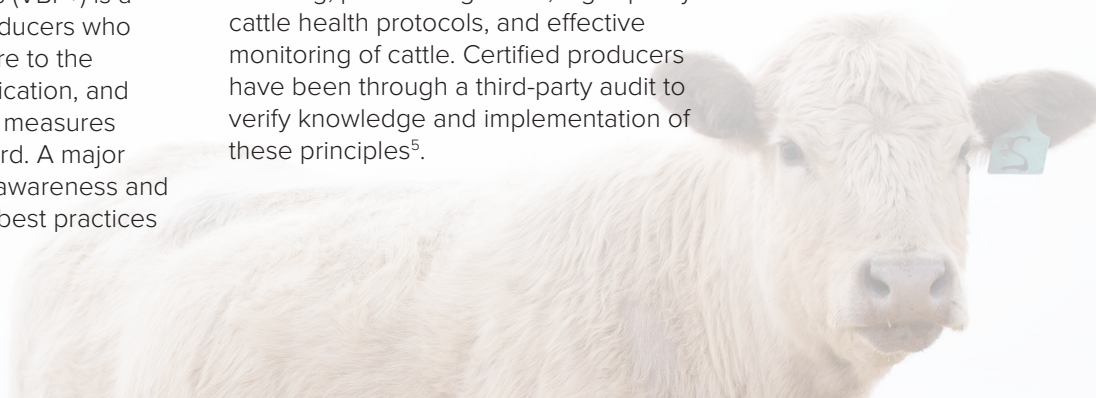 ducers who
re to the
ication, and
measures
rd. A major
awareness and
best practices
cattle health protocols, and effective
monitoring of cattle. Certified producers
have been through a third-party audit to
verify knowledge and implementation of
these principles⁵.